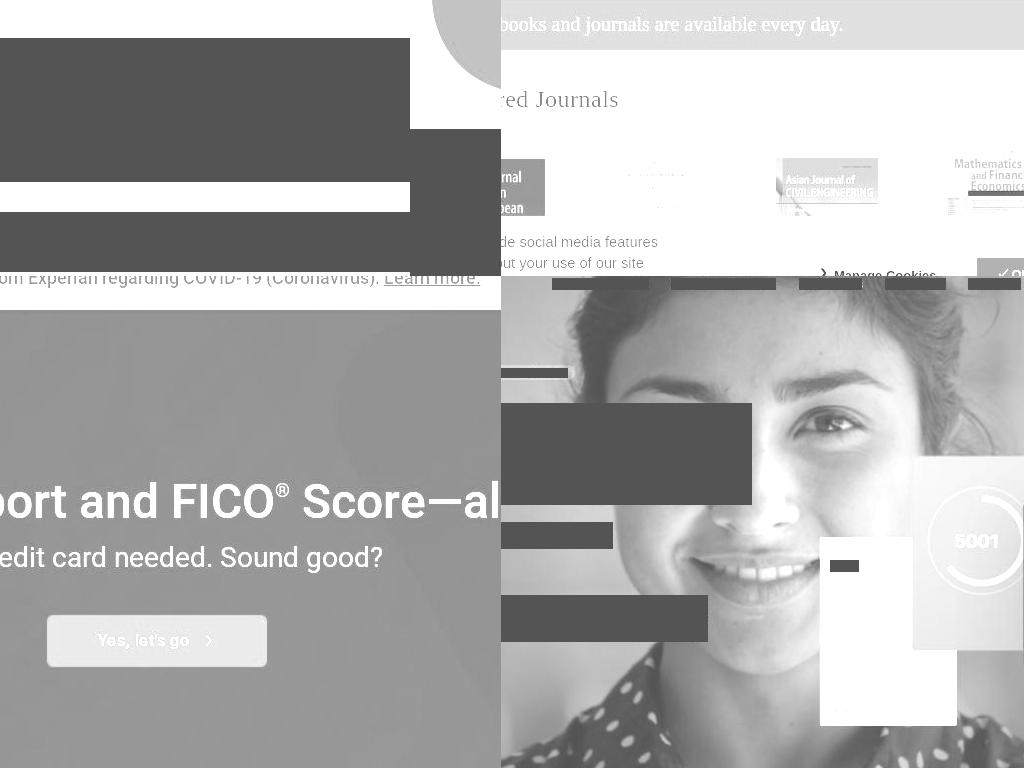 books and journals are available every day.
red Journals
rnal
n
pean
Asian Journal of
CIVIL ENGINEERING
Mathematics
and Financ
Economics
de social media features
out your use of our site
Manage Cookies
om Experian regarding COVID-19 (Coronavirus). Learn more.
port and FICO® Score—al
edit card needed. Sound good?
Yes, let's go
5001